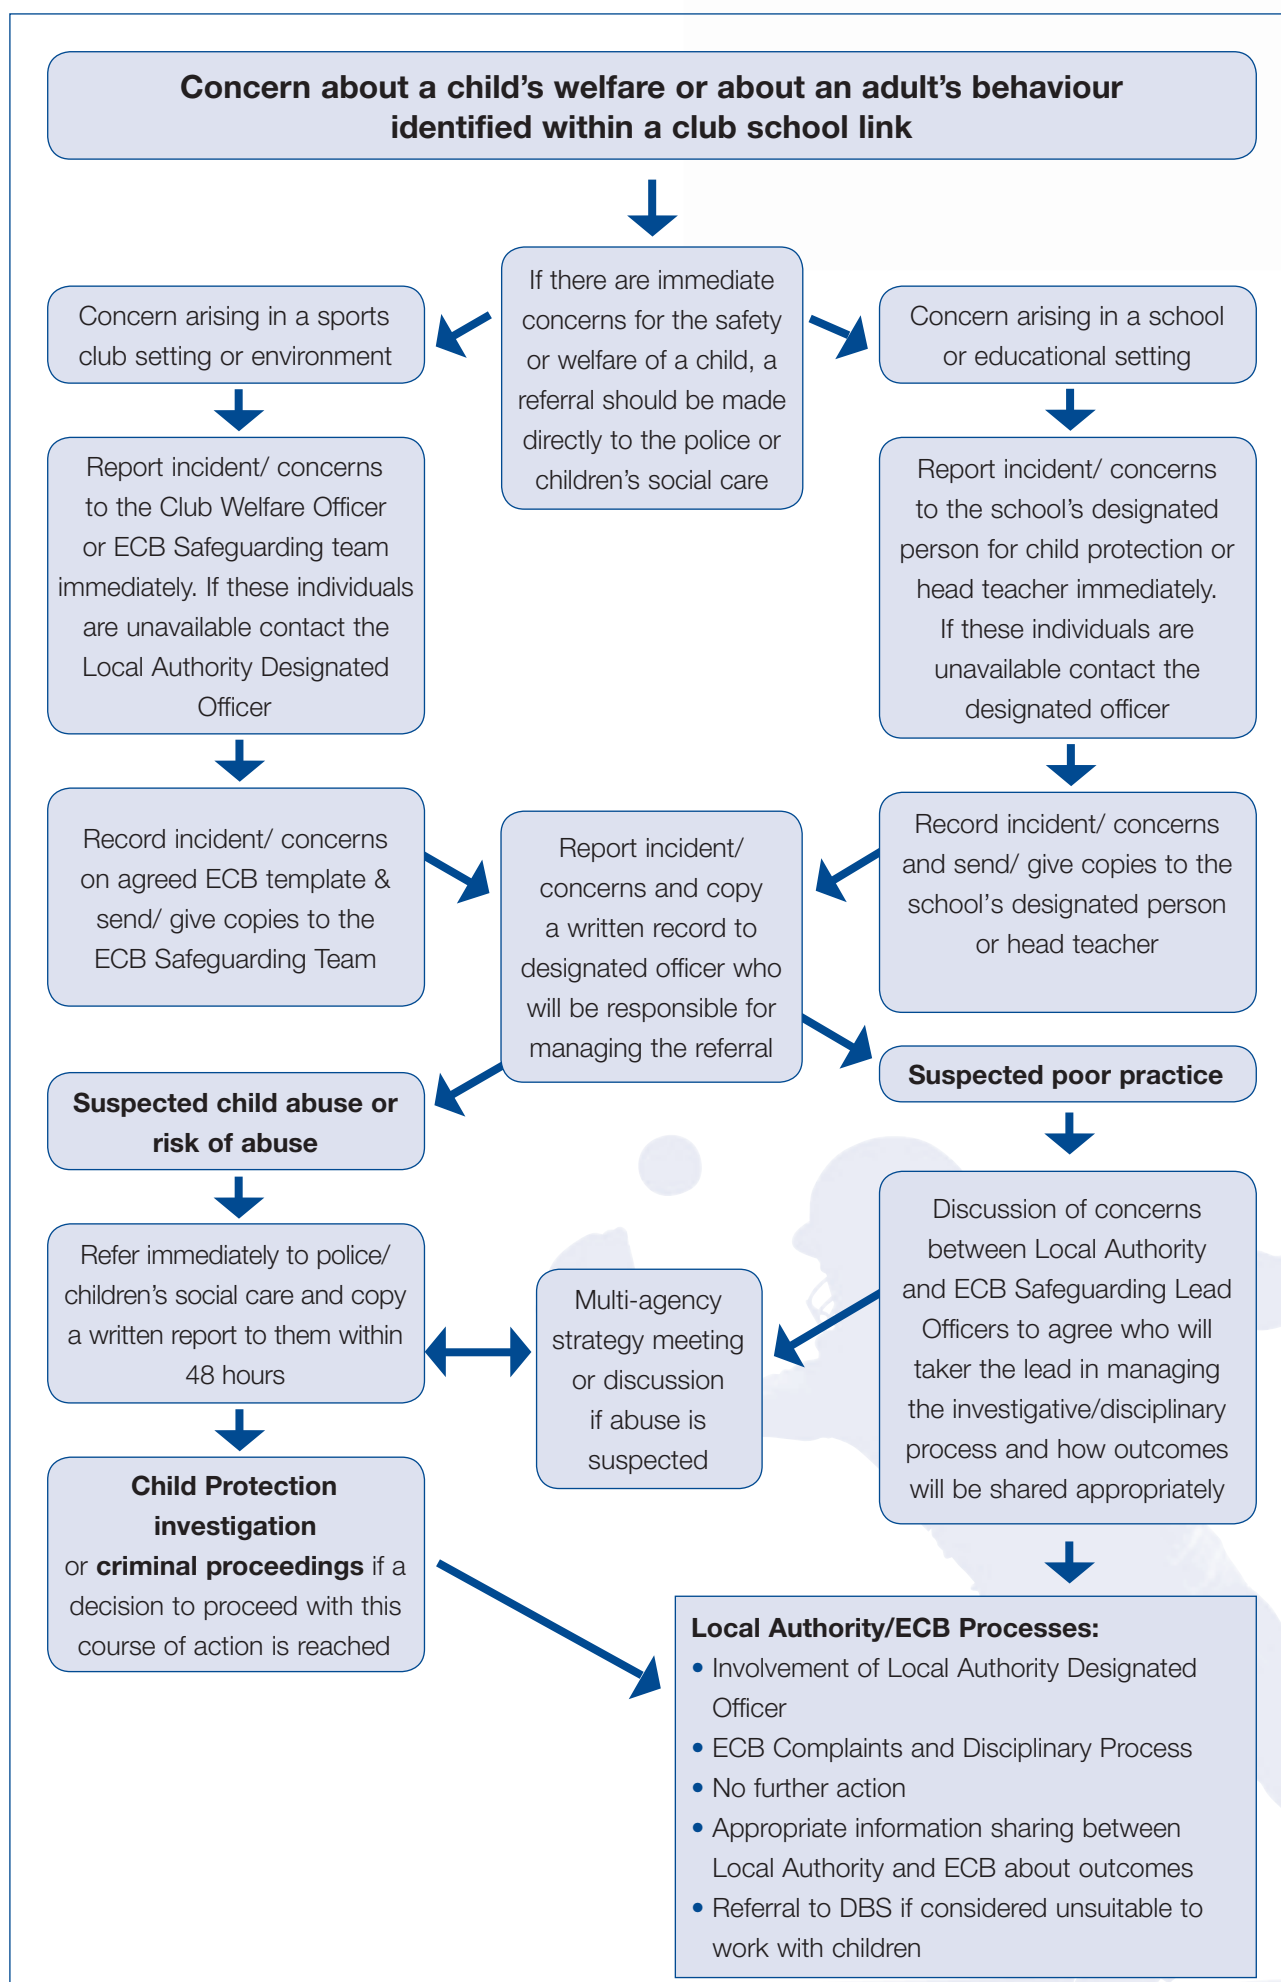 Concern about a child’s welfare or about an adult’s behaviour
identified within a club school link
If there are immediate
concerns for the safety
or welfare of a child, a
referral should be made
directly to the police or
children’s social care
Concern arising in a sports
club setting or environment
Concern arising in a school
or educational setting
Report incident/ concerns
to the Club Welfare Officer
or ECB Safeguarding team
immediately. If these individuals
are unavailable contact the
Local Authority Designated
Officer
Report incident/ concerns
to the school’s designated
person for child protection or
head teacher immediately.
If these individuals are
unavailable contact the
designated officer
Record incident/ concerns
on agreed ECB template &
send/ give copies to the
ECB Safeguarding Team
Report incident/
concerns and copy
a written record to
designated officer who
will be responsible for
managing the referral
Record incident/ concerns
and send/ give copies to the
school’s designated person
or head teacher
Suspected child abuse or
risk of abuse
Suspected poor practice
Refer immediately to police/
children’s social care and copy
a written report to them within
48 hours
Multi-agency
strategy meeting
or discussion
if abuse is
suspected
Discussion of concerns
between Local Authority
and ECB Safeguarding Lead
Officers to agree who will
taker the lead in managing
the investigative/disciplinary
process and how outcomes
will be shared appropriately
Child Protection
investigation
or criminal proceedings if a
decision to proceed with this
course of action is reached
Local Authority/ECB Processes:
• Involvement of Local Authority Designated
Officer
• ECB Complaints and Disciplinary Process
• No further action
• Appropriate information sharing between
Local Authority and ECB about outcomes
• Referral to DBS if considered unsuitable to
work with children